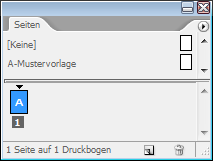 Seiten
[Keine]
A-Mustervorlage
A
1
1 Seite auf 1 Druckbogen